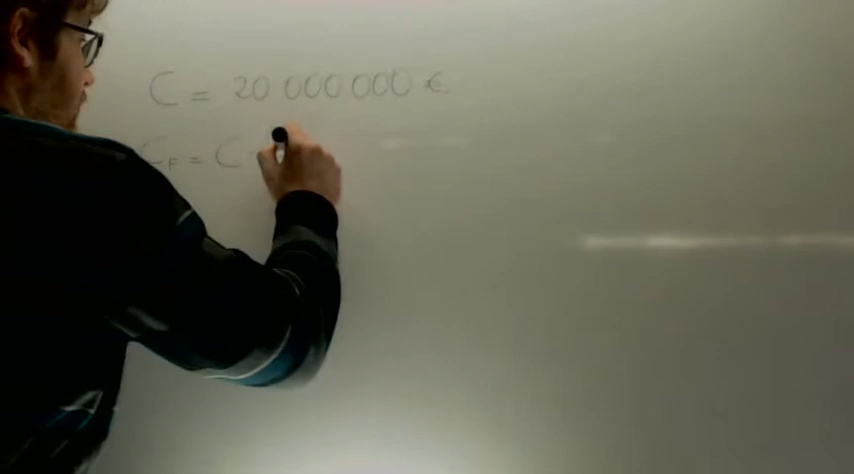 C = 20 000 000 €
C_F = C